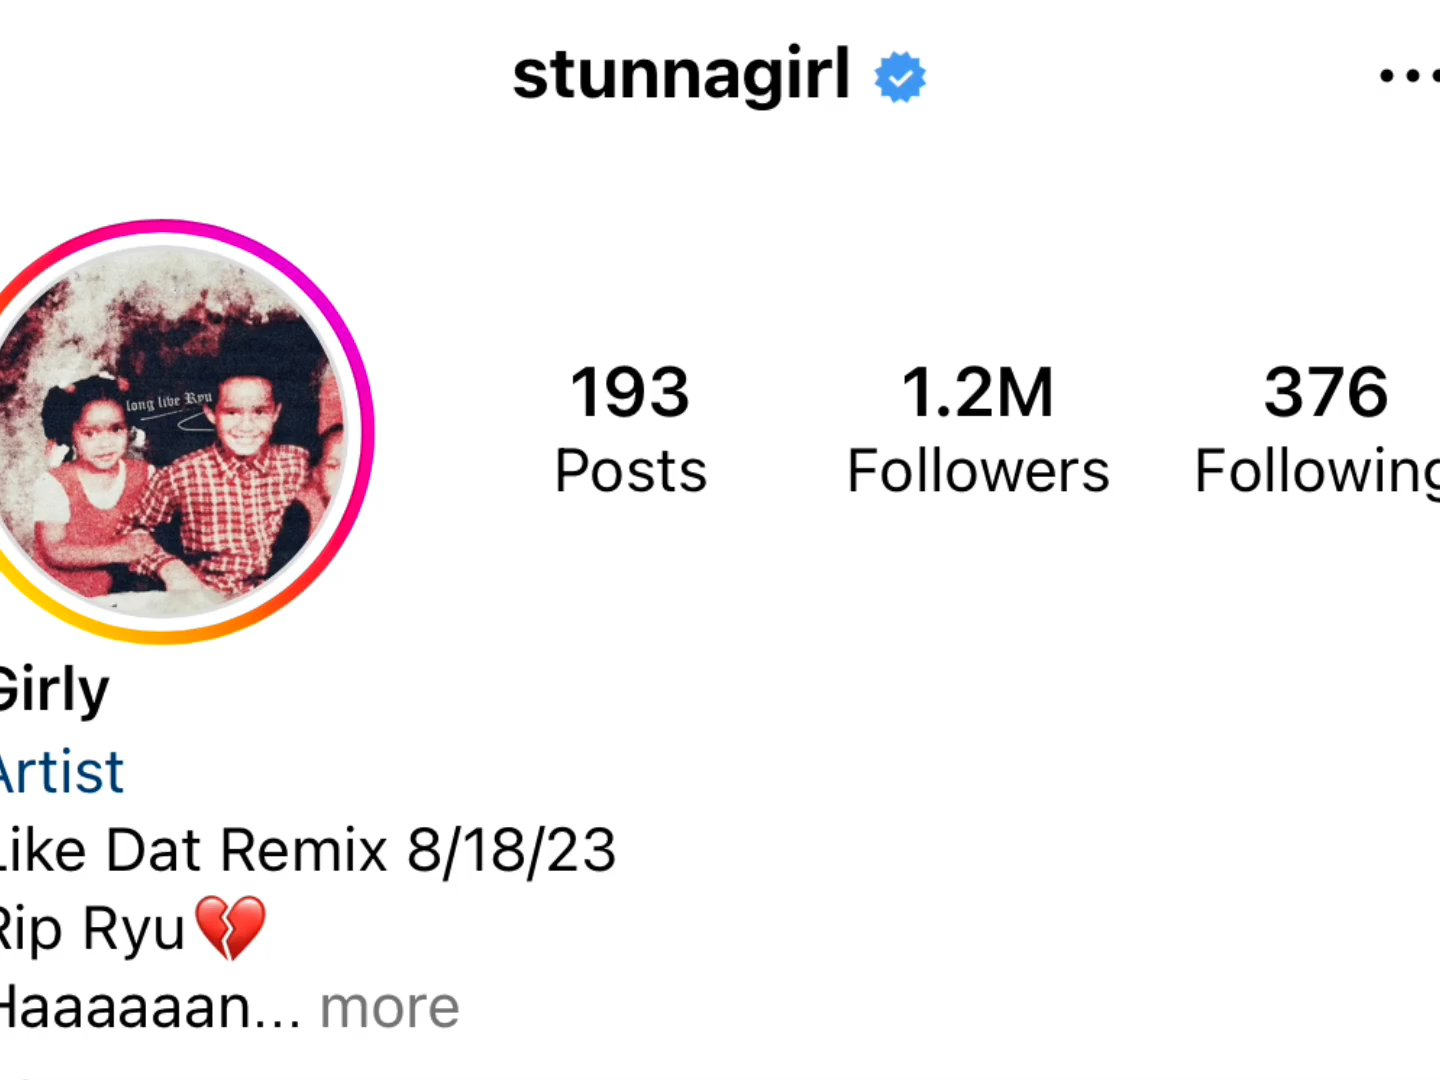 stunnagirl
long live Ryu
193 1.2M 376
Posts Followers Following
Girly
Artist
Like Dat Remix 8/18/23
Rip Ryu💔
Haaaaaan... more